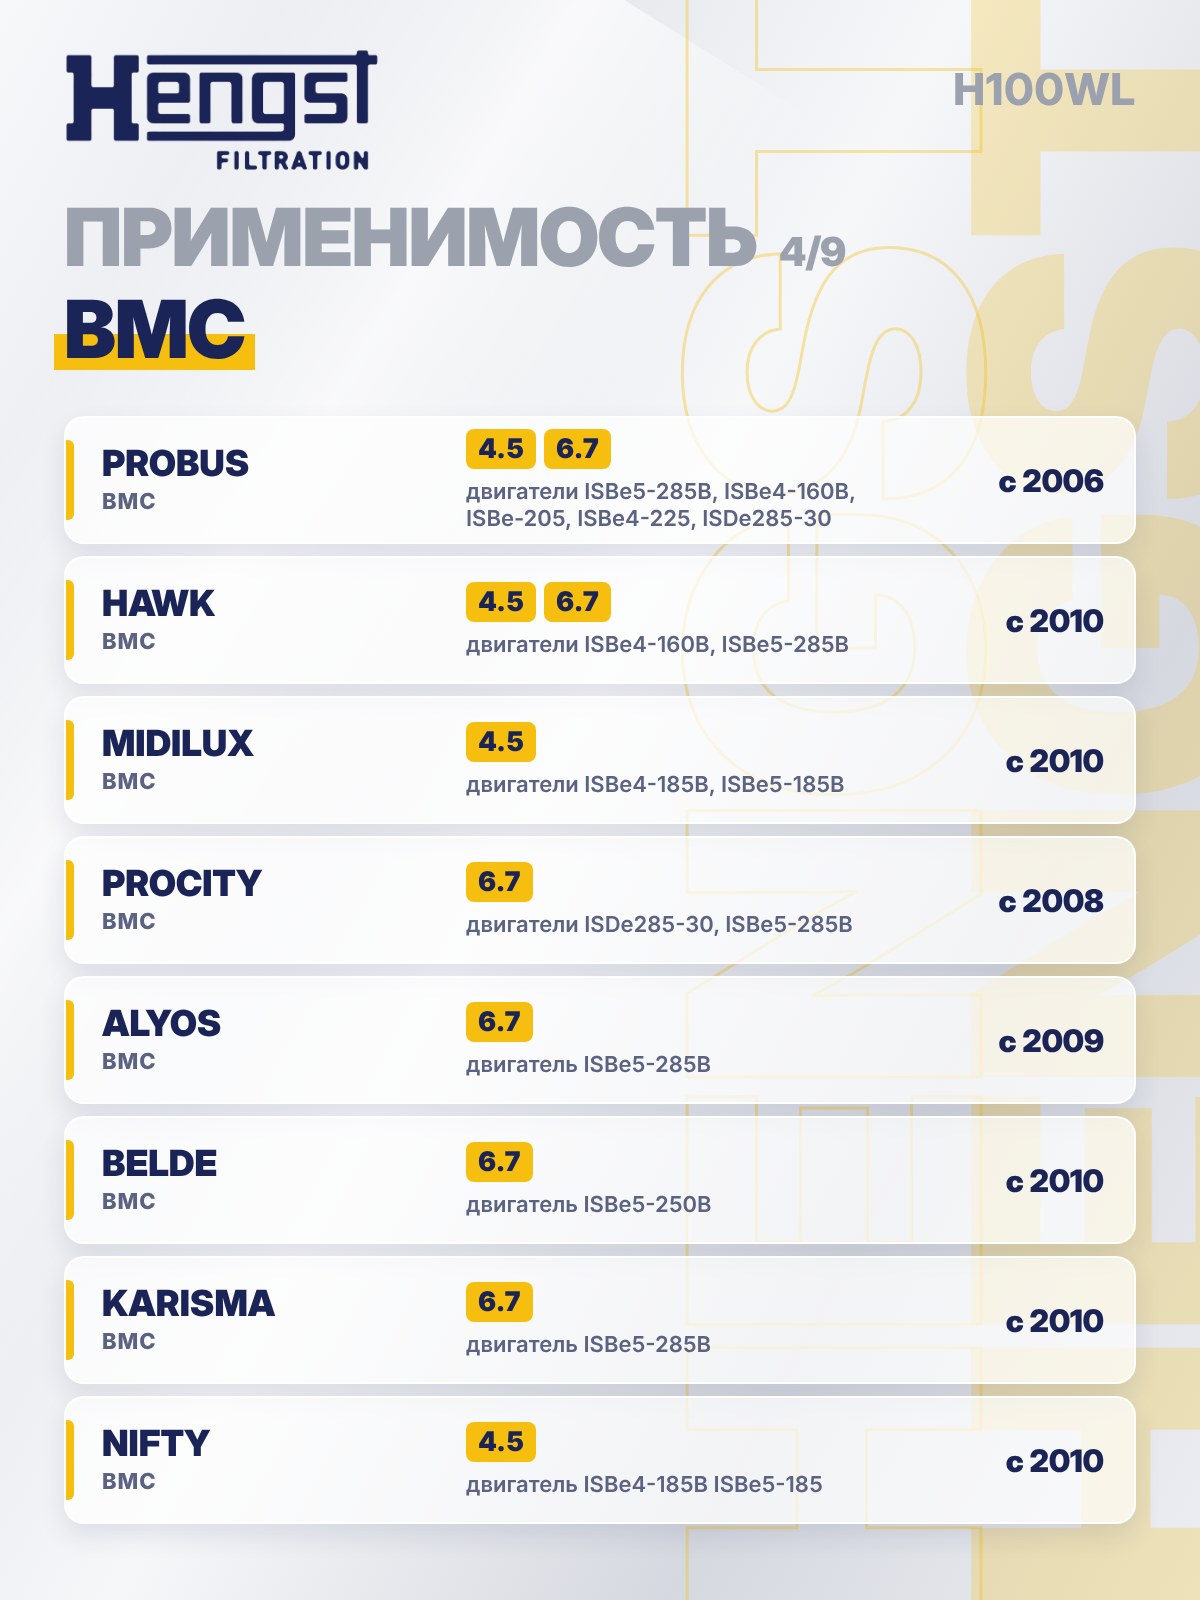 Hengst
FILTRATION
H100WL
ПРИМЕНИМОСТЬ 4/9
BMC
PROBUS
BMC
4.5 6.7
двигатели ISBe5-285B, ISBe4-160B,
ISBe-205, ISBe4-225, ISDe285-30
с 2006
HAWK
BMC
4.5 6.7
двигатели ISBe4-160B, ISBe5-285B
с 2010
MIDILUX
BMC
4.5
двигатели ISBe4-185B, ISBe5-185B
с 2010
PROCITY
BMC
6.7
двигатели ISDe285-30, ISBe5-285B
с 2008
ALYOS
BMC
6.7
двигатель ISBe5-285B
с 2009
BELDE
BMC
6.7
двигатель ISBe5-250B
с 2010
KARISMA
BMC
6.7
двигатель ISBe5-285B
с 2010
NIFTY
BMC
4.5
двигатель ISBe4-185B ISBe5-185
с 2010
HENGST
HENGST